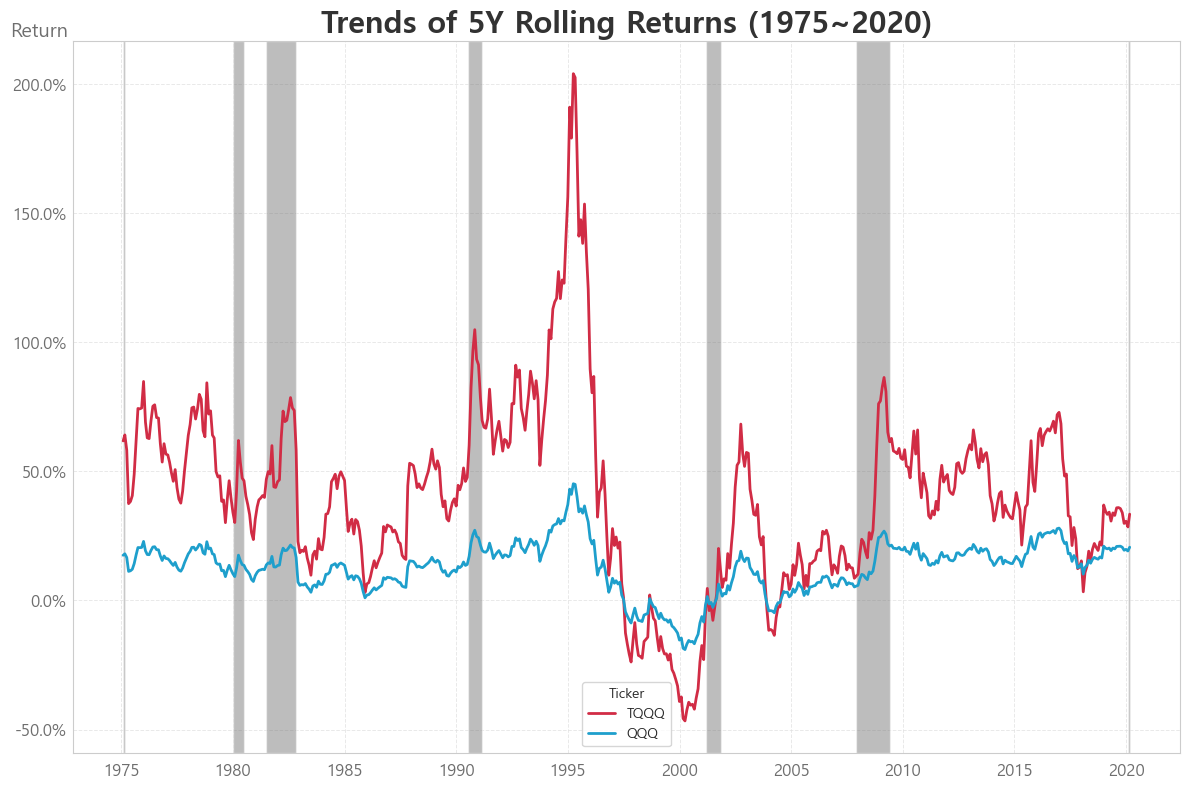 Trends of 5Y Rolling Returns (1975~2020)
Return
200.0%
150.0%
100.0%
50.0%
0.0%
-50.0%
Ticker
TQQQ
QQQ
1975 1980 1985 1990 1995 2000 2005 2010 2015 2020